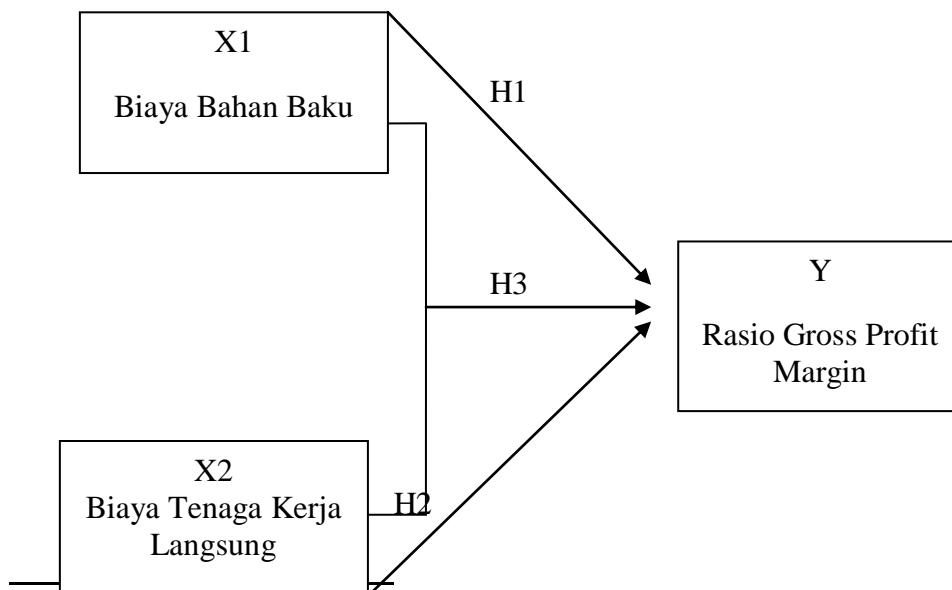 X1
Biaya Bahan Baku
H1
H3
Y
Rasio Gross Profit
Margin
X2
Biaya Tenaga Kerja
Langsung
H2